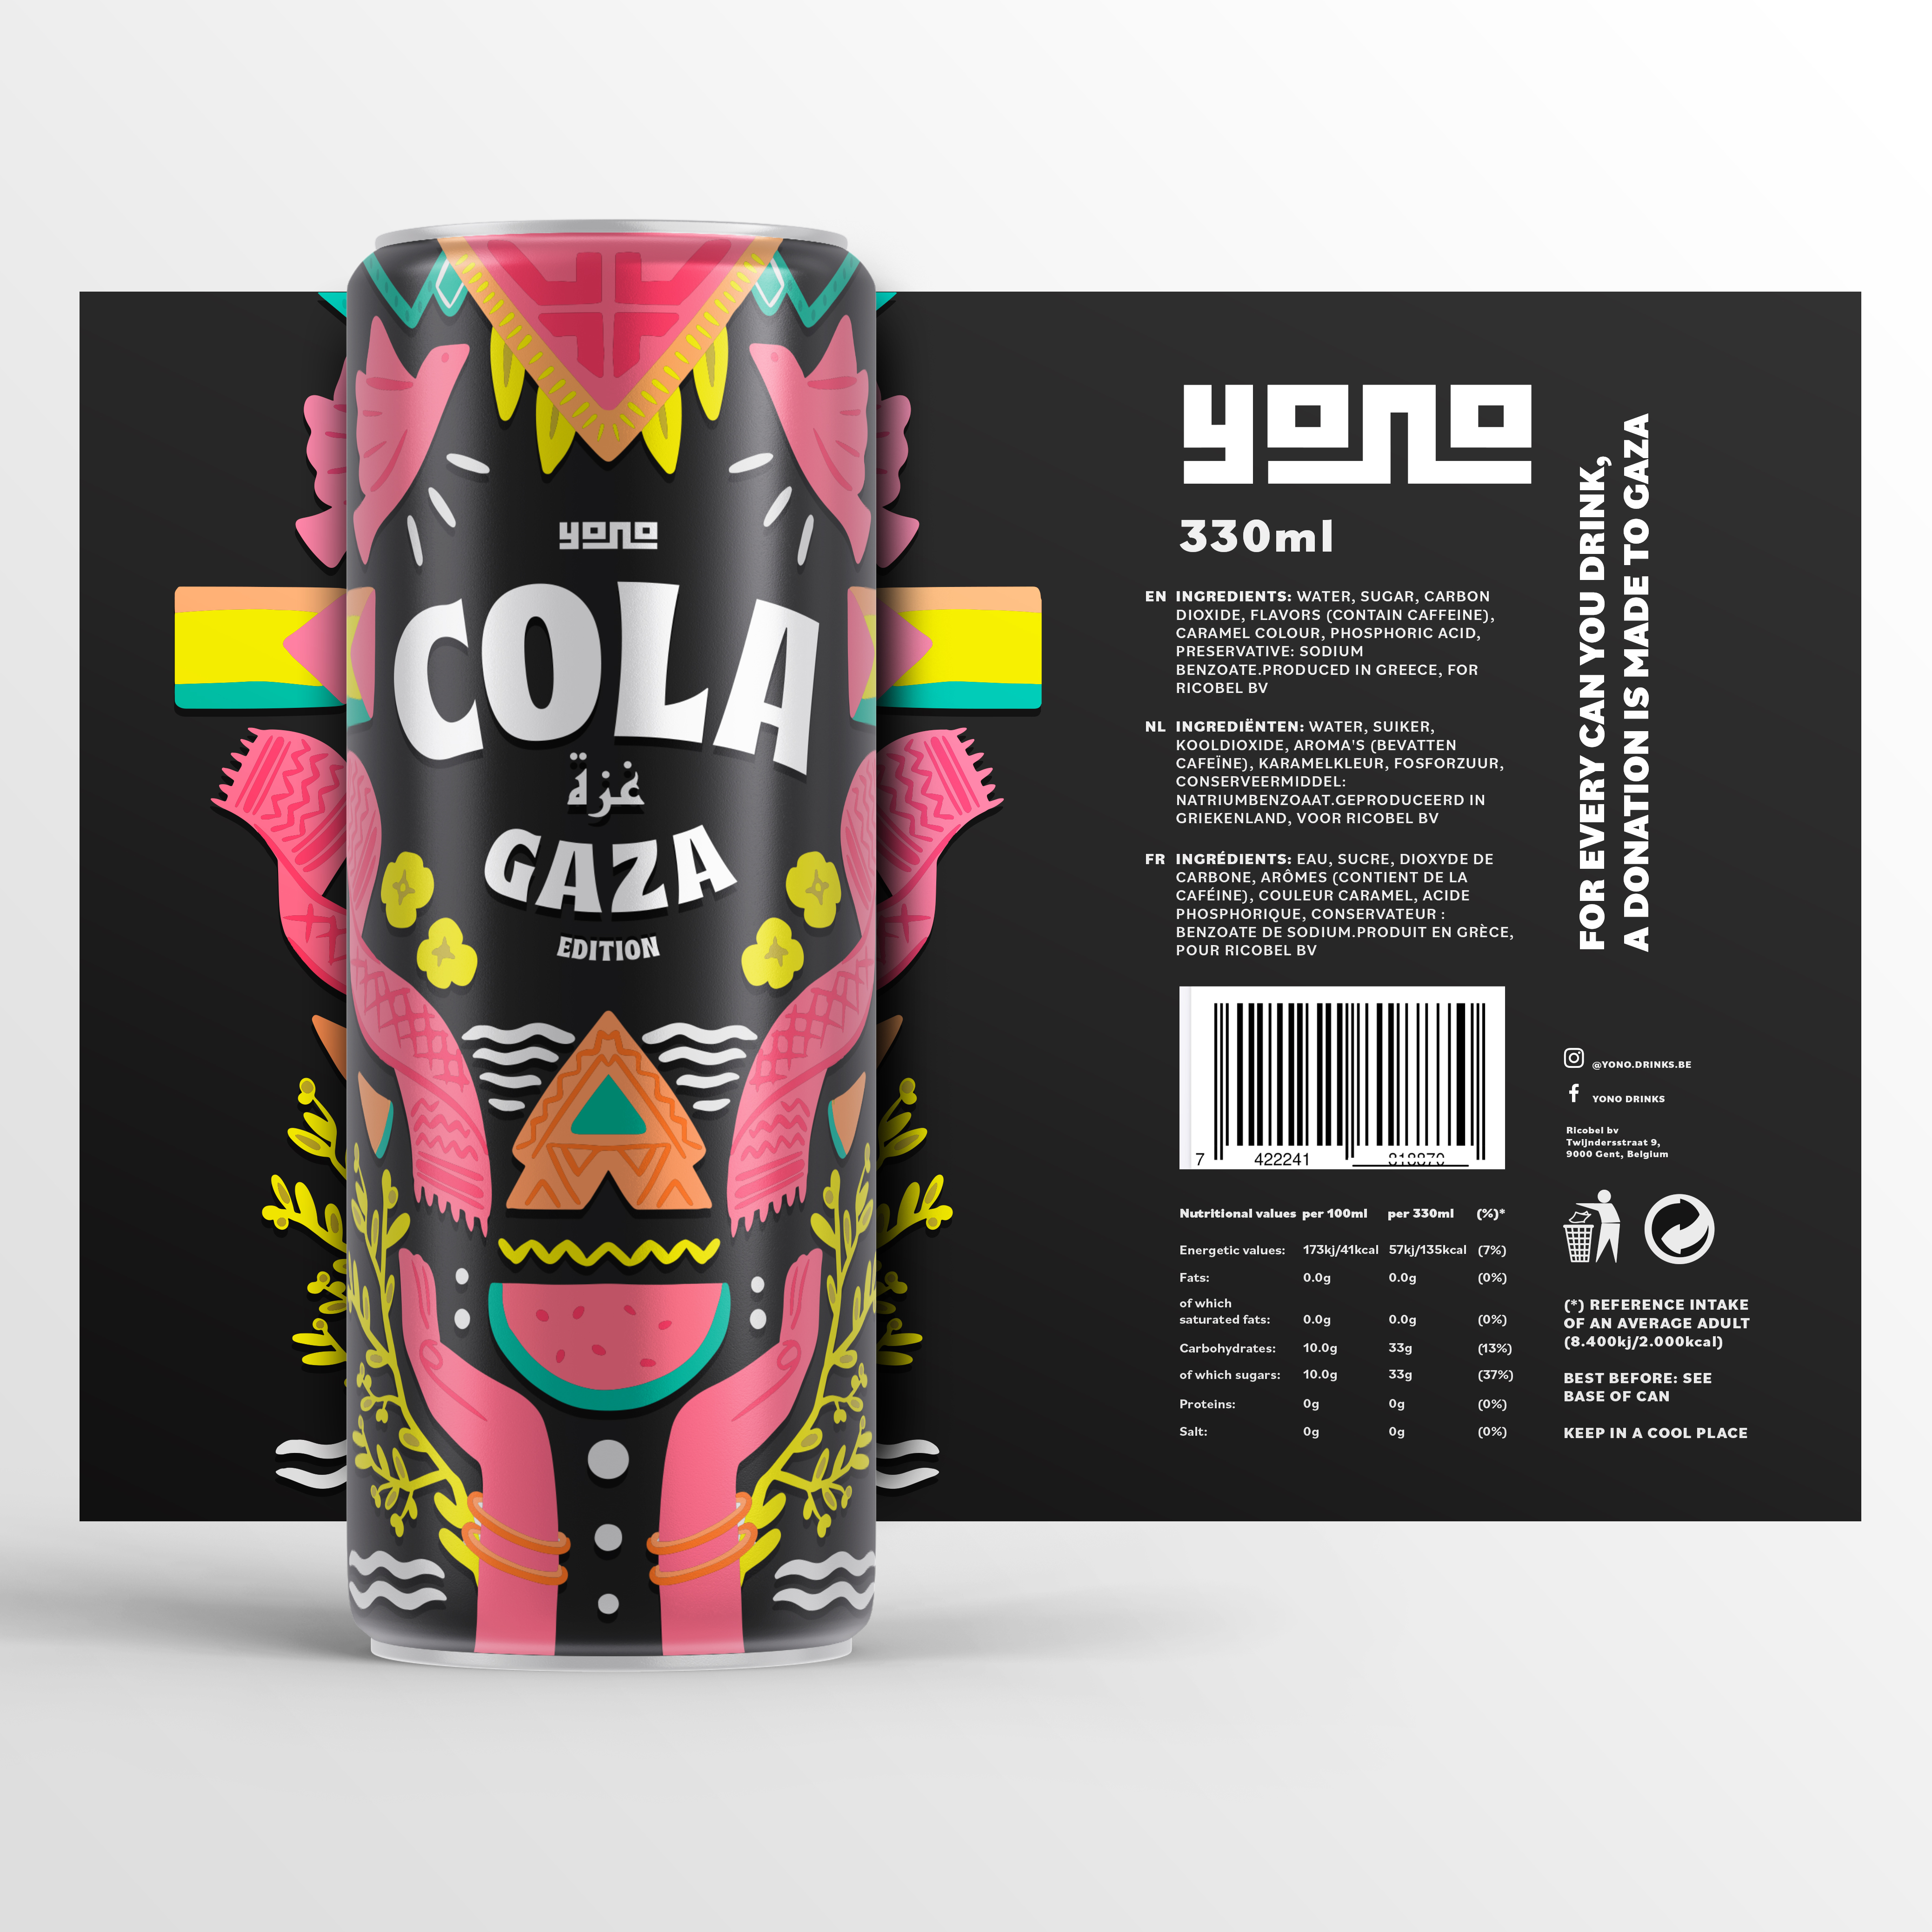 yono
COLA
غزة
GAZA
EDITION
yono
330ml
EN INGREDIENTS: WATER, SUGAR, CARBON
DIOXIDE, FLAVORS (CONTAIN CAFFEINE),
CARAMEL COLOUR, PHOSPHORIC ACID,
PRESERVATIVE: SODIUM
BENZOATE.PRODUCED IN GREECE, FOR
RICOBEL BV
NL INGREDIËNTEN: WATER, SUIKER,
KOOLDIOXIDE, AROMA'S (BEVATTEN
CAFEÏNE), KARAMELKLEUR, FOSFORZUUR,
CONSERVEERMIDDEL:
NATRIUMBENZOAAT.GEPRODUCEERD IN
GRIEKENLAND, VOOR RICOBEL BV
FR INGRÉDIENTS: EAU, SUCRE, DIOXYDE DE
CARBONE, ARÔMES (CONTIENT DE LA
CAFÉINE), COULEUR CARAMEL, ACIDE
PHOSPHORIQUE, CONSERVATEUR :
BENZOATE DE SODIUM.PRODUIT EN GRÈCE,
POUR RICOBEL BV
7 422241
Nutritional values per 100ml per 330ml (%)*
Energetic values: 173kj/41kcal 57kj/135kcal (7%)
Fats: 0.0g 0.0g (0%)
of which
saturated fats: 0.0g 0.0g (0%)
Carbohydrates: 10.0g 33g (13%)
of which sugars: 10.0g 33g (37%)
Proteins: 0g 0g (0%)
Salt: 0g 0g (0%)
FOR EVERY CAN YOU DRINK,
A DONATION IS MADE TO GAZA
@YONO.DRINKS.BE
YONO DRINKS
Ricobel bv
Twijndersstraat 9,
9000 Gent, Belgium
(*) REFERENCE INTAKE
OF AN AVERAGE ADULT
(8.400kj/2.000kcal)
BEST BEFORE: SEE
BASE OF CAN
KEEP IN A COOL PLACE